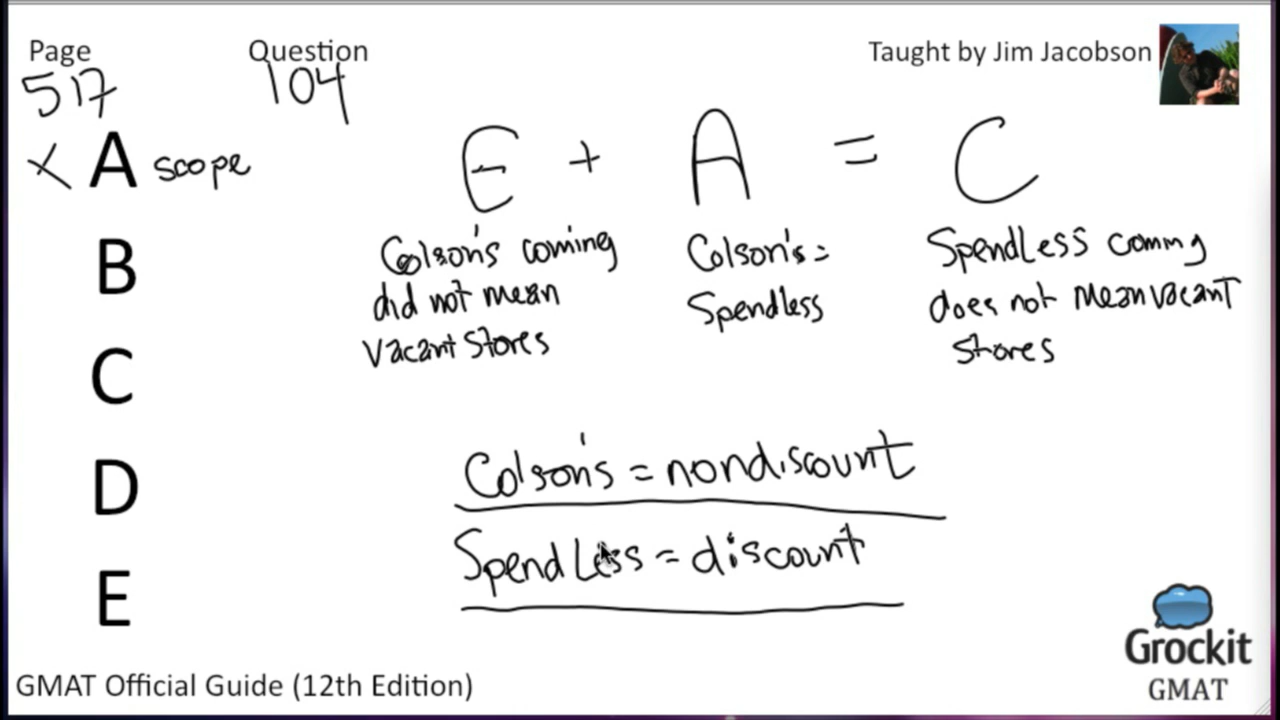 Page Question Taught by Jim Jacobson
517 104
X A scope E + A = C
B
Colson's coming did not mean vacant stores
Colson's = Spendless
SpendLess coming does not mean vacant stores
C
Colson's = nondiscount
D
SpendLess = discount
E
GMAT Official Guide (12th Edition)
Grockit
GMAT